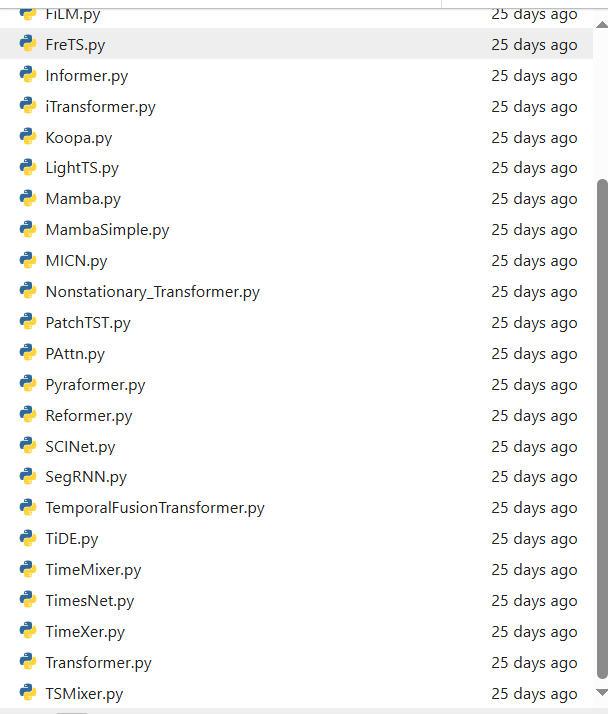 FiLM.py 25 days ago
FreTS.py 25 days ago
Informer.py 25 days ago
iTransformer.py 25 days ago
Koopa.py 25 days ago
LightTS.py 25 days ago
Mamba.py 25 days ago
MambaSimple.py 25 days ago
MICN.py 25 days ago
Nonstationary_Transformer.py 25 days ago
PatchTST.py 25 days ago
PAttn.py 25 days ago
Pyraformer.py 25 days ago
Reformer.py 25 days ago
SCINet.py 25 days ago
SegRNN.py 25 days ago
TemporalFusionTransformer.py 25 days ago
TiDE.py 25 days ago
TimeMixer.py 25 days ago
TimesNet.py 25 days ago
TimeXer.py 25 days ago
Transformer.py 25 days ago
TSMixer.py 25 days ago